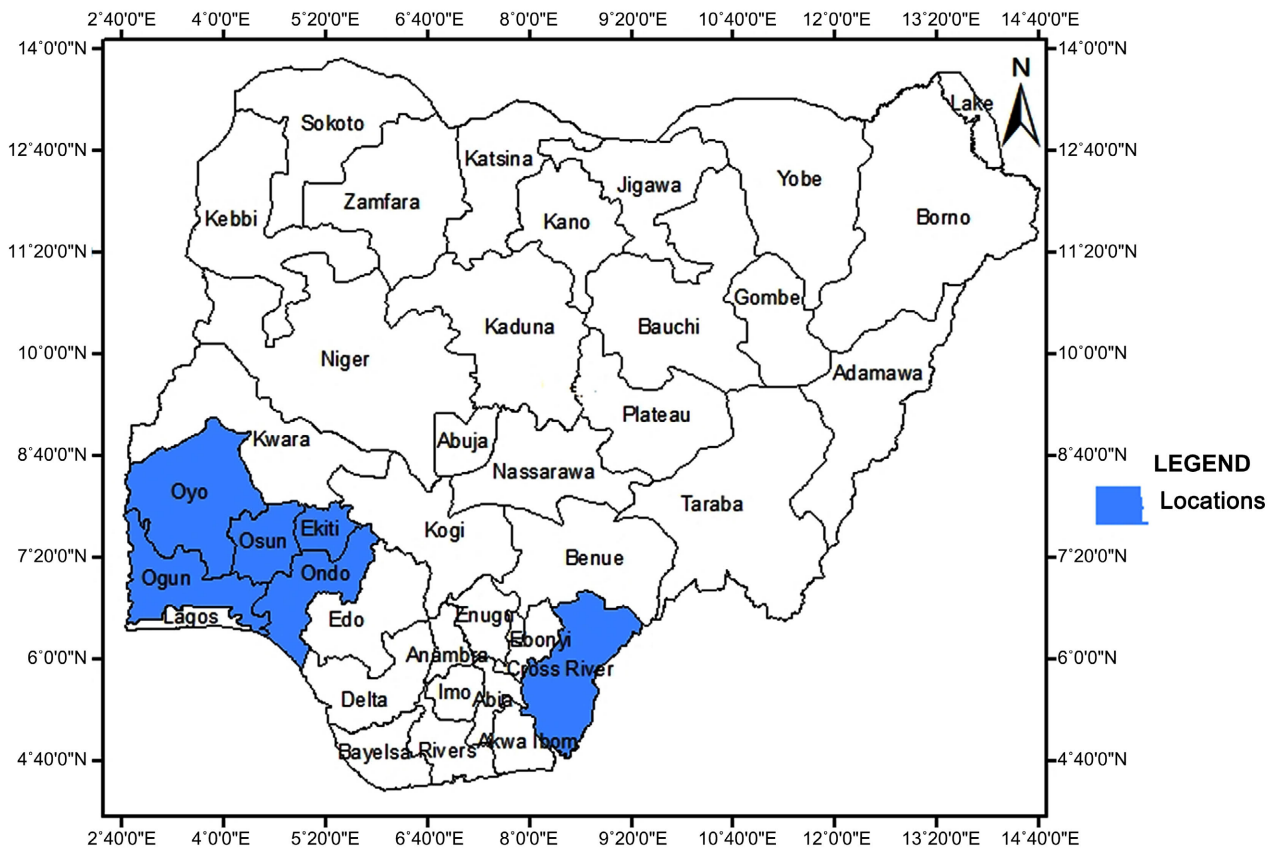 2°40'0"E 4°00'0"E 5°20'0"E 6°40'0"E 8°00'0"E 9°20'0"E 10°40'0"E 12°00'0"E 13°20'0"E 14°40'0"E
14°0'0"N 14°0'0"N
N
Lake
Sokoto
12°40'0"N 12°40'0"N
Katsina
Jigawa
Yobe
Zamfara
Kebbi
Kano
Borno
11°20'0"N 11°20'0"N
Gombe
Kaduna
Bauchi
10°0'0"N 10°0'0"N
Niger
Adamawa
Plateau
Kwara
Abuja
8°40'0"N 8°40'0"N
LEGEND
Nassarawa
Oyo
Locations
Taraba
Ekiti
Kogi
Osun
7°20'0"N 7°20'0"N
Benue
Ogun
Ondo
Lagos
Edo
Enugu
Ebonyi
6°0'0"N 6°0'0"N
Anambra
Cross River
Delta
Imo
Abia
Akwa Ibom
Bayelsa
Rivers
4°40'0"N 4°40'0"N
2°40'0"E 4°00'0"E 5°20'0"E 6°40'0"E 8°00'0"E 9°20'0"E 10°40'0"E 12°00'0"E 13°20'0"E 14°40'0"E